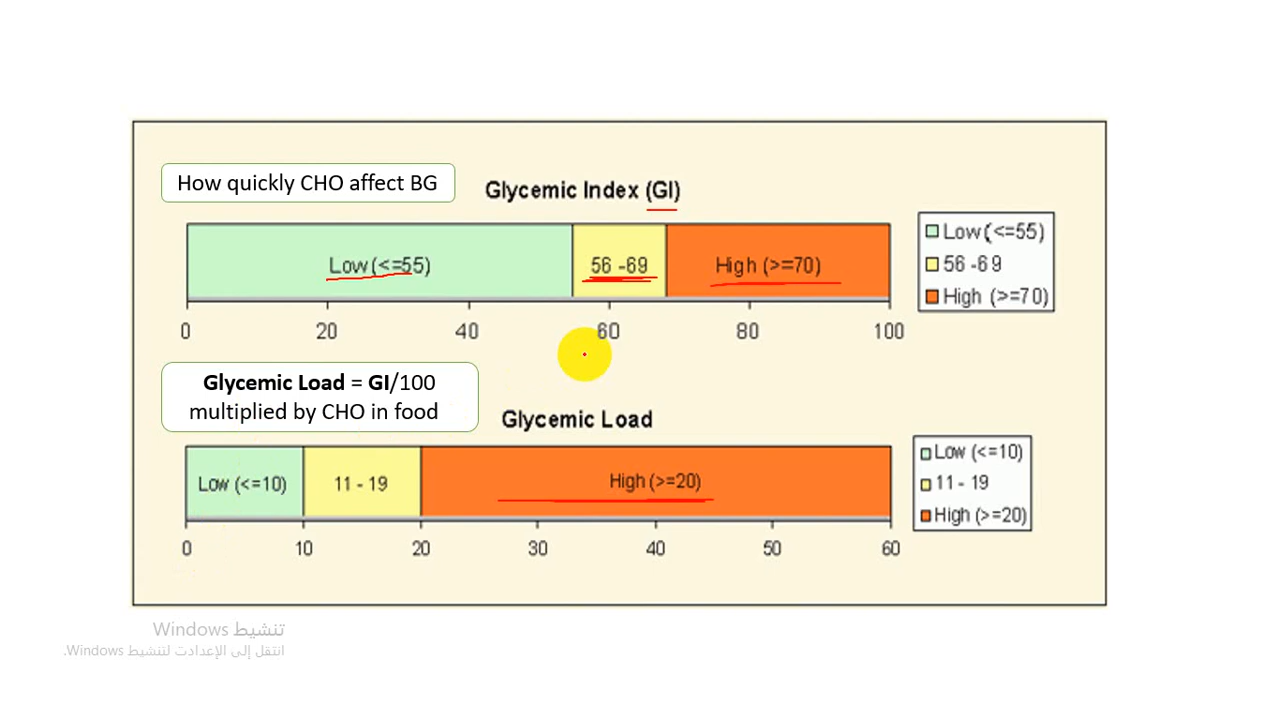 How quickly CHO affect BG
Glycemic Index (GI)
Low (<=55)
56 -69
High (>=70)
0 20 40 60 80 100
Low (<=55)
56 -69
High (>=70)
Glycemic Load = GI/100
multiplied by CHO in food
Glycemic Load
Low (<=10)
11 - 19
High (>=20)
0 10 20 30 40 50 60
Low (<=10)
11 - 19
High (>=20)
تنشيط Windows
انتقل إلى الإعدادت لتنشيط Windows.